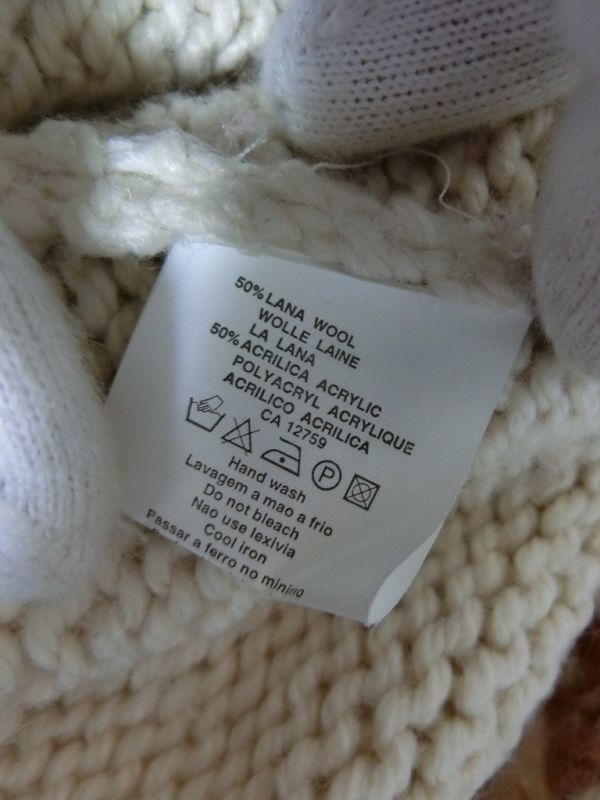 50% LANA WOOL
WOLLE LAINE
LA LANA
50% ACRILICA ACRYLIC
POLYACRYL ACRYLIQUE
ACRILICO ACRILICA
CA 12759
P
Hand wash
Lavagem a mao a frio
Do not bleach
Nao use lexivia
Cool iron
Passar a ferro no minino